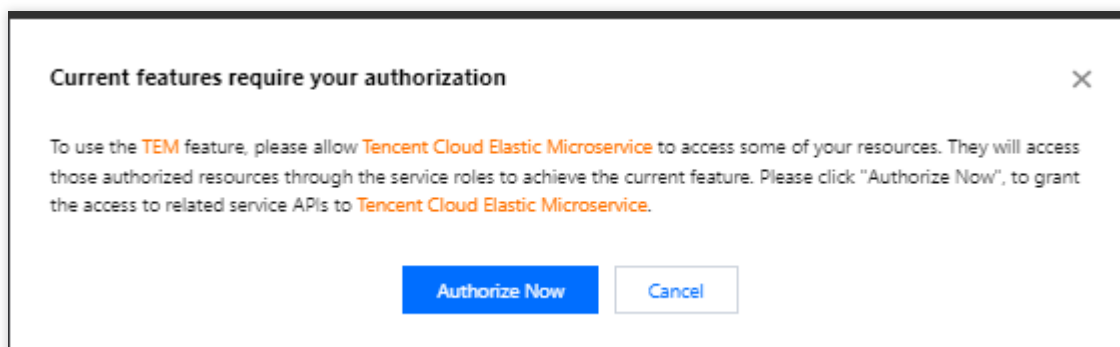 Current features require your authorization
To use the TEM feature, please allow Tencent Cloud Elastic Microservice to access some of your resources. They will access
those authorized resources through the service roles to achieve the current feature. Please click "Authorize Now", to grant
the access to related service APIs to Tencent Cloud Elastic Microservice.
Authorize Now
Cancel